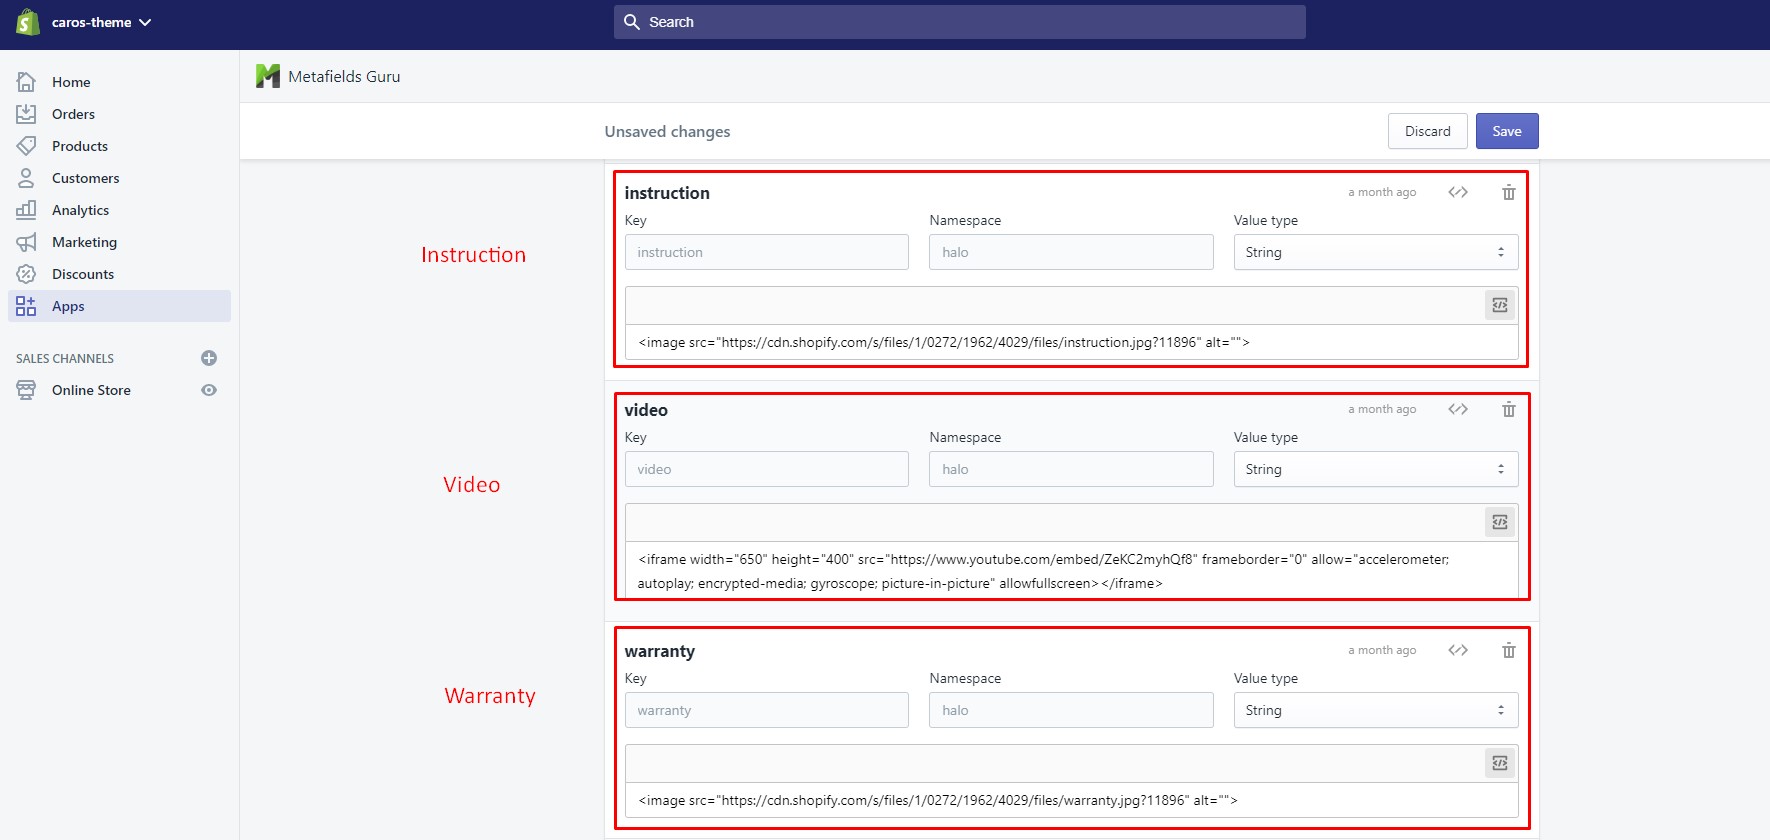 caros-theme
Search
Home
Orders
Products
Customers
Analytics
Marketing
Discounts
Apps
SALES CHANNELS
Online Store
Metafields Guru
Unsaved changes
Discard
Save
Instruction
instruction
a month ago
Key
Namespace
Value type
instruction
halo
String
<image src="https://cdn.shopify.com/s/files/1/0272/1962/4029/files/instruction.jpg?11896" alt="">
Video
video
a month ago
Key
Namespace
Value type
video
halo
String
<iframe width="650" height="400" src="https://www.youtube.com/embed/ZeKC2myhQf8" frameborder="0" allow="accelerometer;
autoplay; encrypted-media; gyroscope; picture-in-picture" allowfullscreen></iframe>
Warranty
warranty
a month ago
Key
Namespace
Value type
warranty
halo
String
<image src="https://cdn.shopify.com/s/files/1/0272/1962/4029/files/warranty.jpg?11896" alt="">